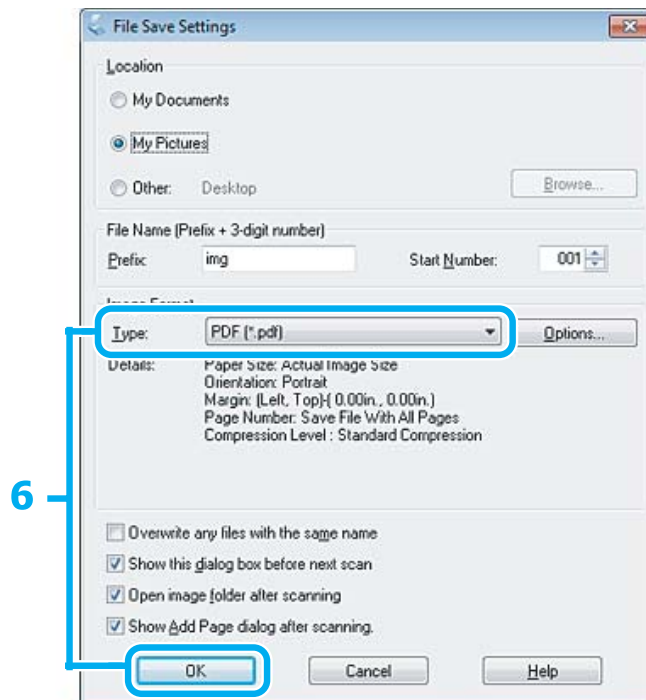 File Save Settings
Location
My Documents
My Pictures
Other: Desktop Browse...
File Name (Prefix + 3-digit number)
Prefix: img Start Number: 001
Image Format
Type: PDF (*.pdf) Options...
Details: Paper Size: Actual Image Size
Orientation: Portrait
Margin: (Left, Top)-( 0.00in., 0.00in.)
Page Number: Save File With All Pages
Compression Level : Standard Compression
6
Overwrite any files with the same name
Show this dialog box before next scan
Open image folder after scanning
Show Add Page dialog after scanning.
OK Cancel Help